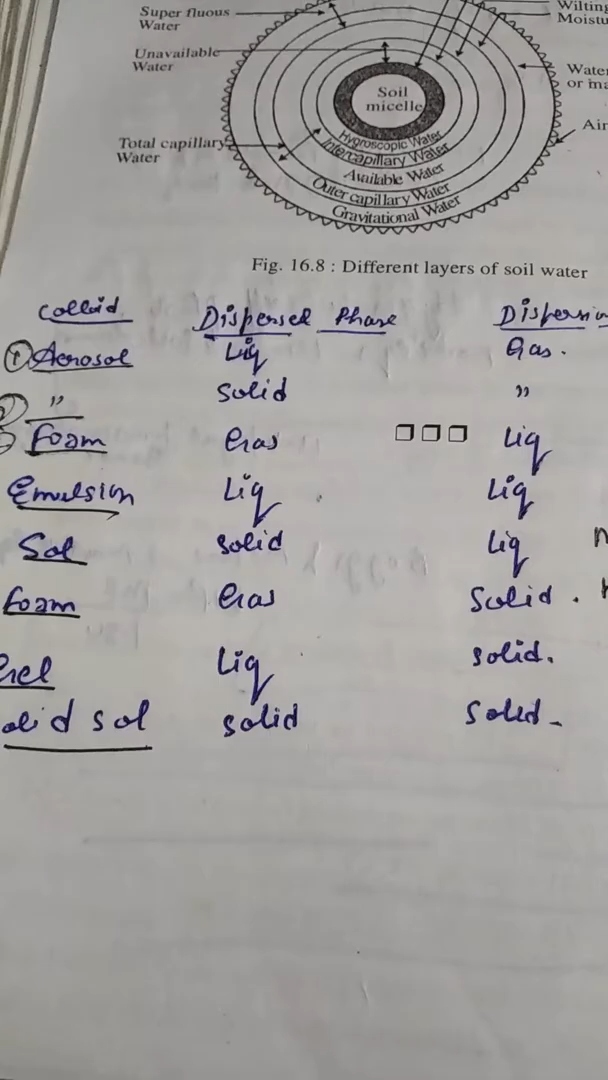 Super fluous
Water
Wilting
Moistu
Unavailable
Water
Water
or ma
Soil
micelle
Air
Total capillary
Water
Hygroscopic Water
Intercapillary Water
Available Water
Outer capillary Water
Gravitational Water
Fig. 16.8 : Different layers of soil water
Colloid Dispersed Phase Dispersion
① Aerosol Liq Gas.
" Solid "
Foam Gas Liq
Emulsion Liq Liq
Sol Solid Liq
Foam Gas Solid.
Gel Liq Solid.
olid sol solid Solid